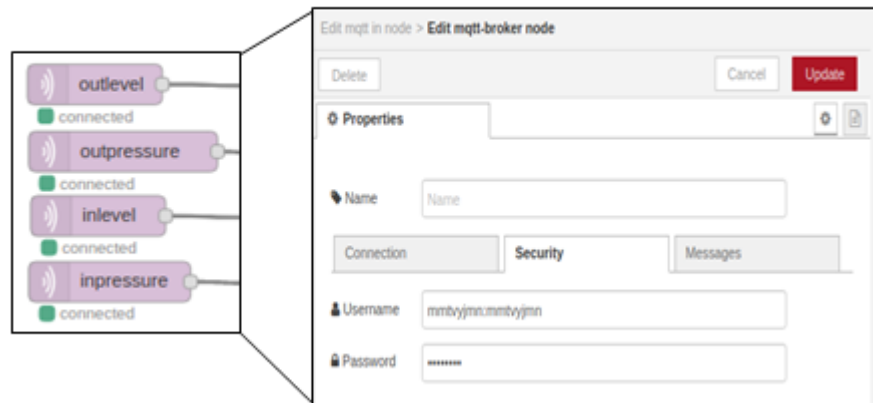 outlevel
connected
outpressure
connected
inlevel
connected
inpressure
connected
Edit mqtt in node > Edit mqtt-broker node
Delete
Cancel
Update
Properties
Name
Name
Connection
Security
Messages
Username
mmtvyjmn:mmtvyjmn
Password
••••••••